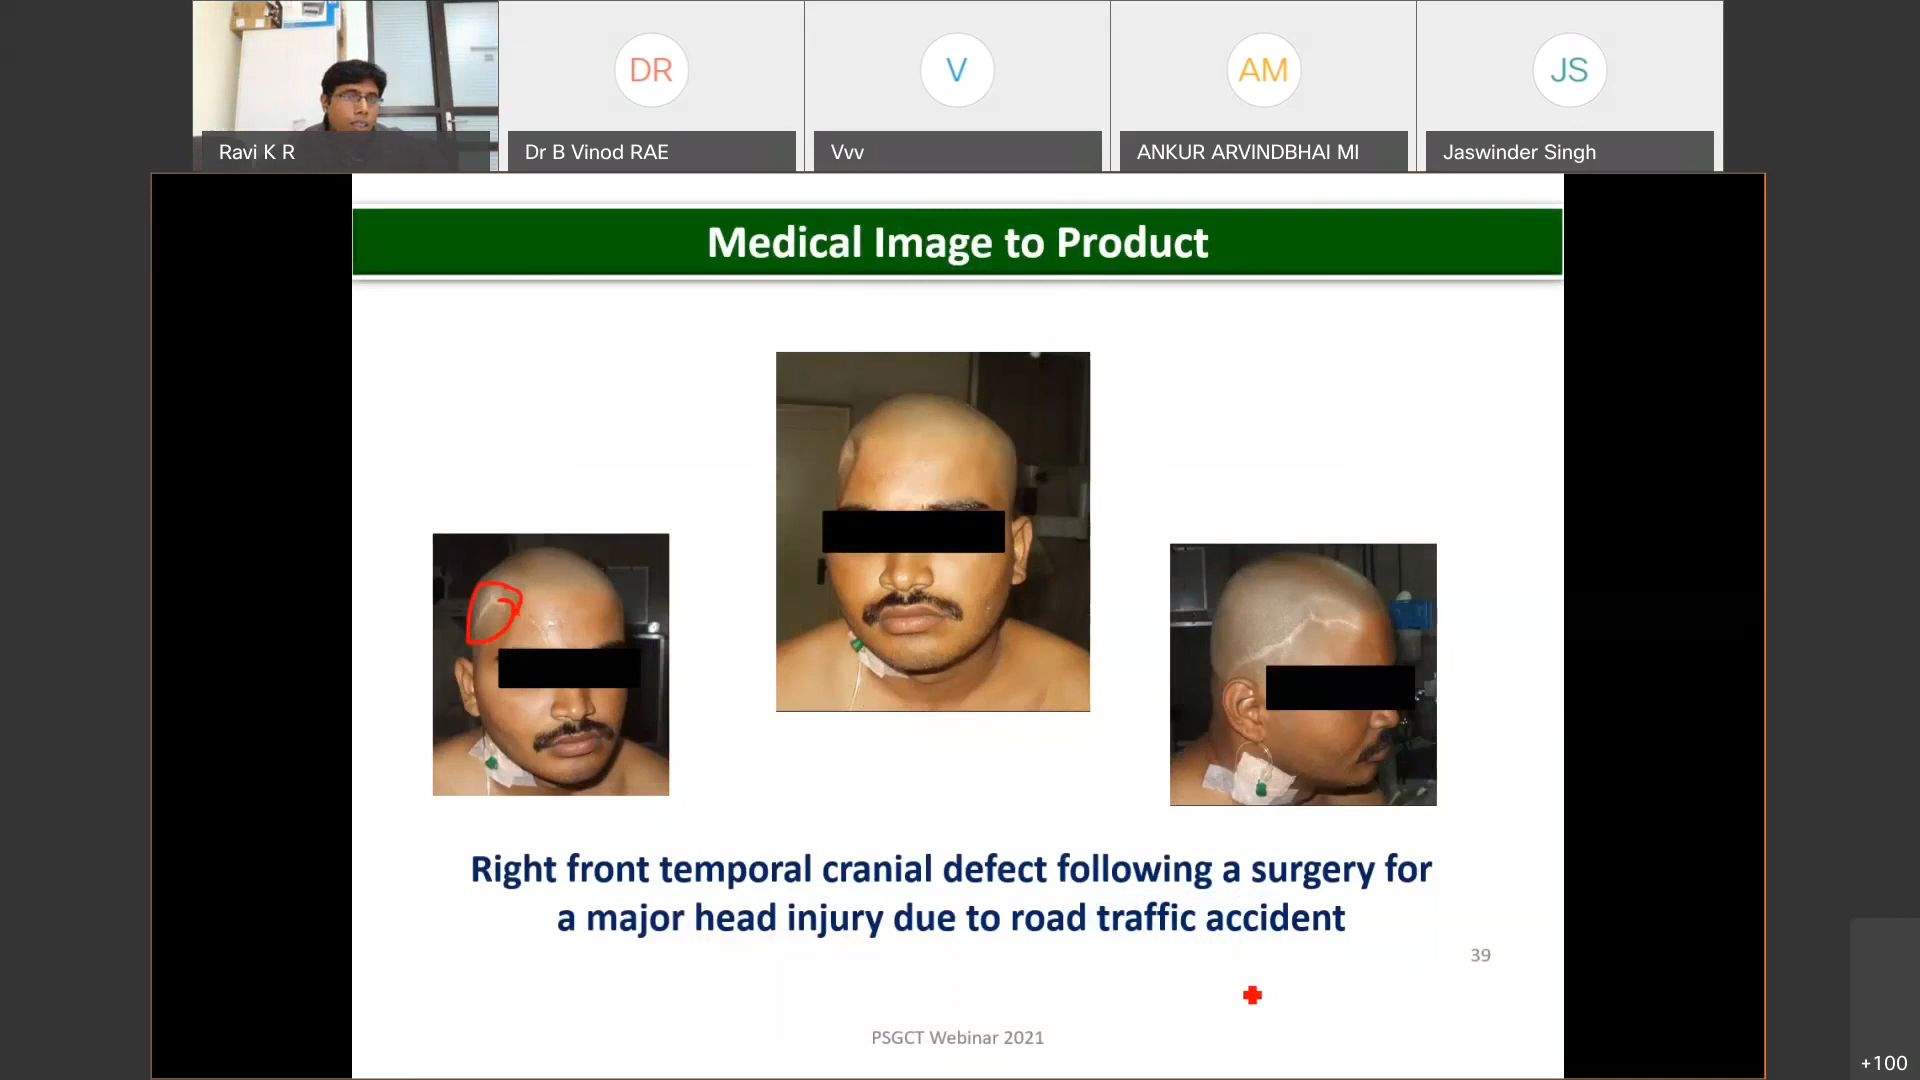 DR
V
AM
JS
Ravi K R
Dr B Vinod RAE
Vvv
ANKUR ARVINDBHAI MI
Jaswinder Singh
Medical Image to Product
Right front temporal cranial defect following a surgery for
a major head injury due to road traffic accident
39
PSGCT Webinar 2021
+100